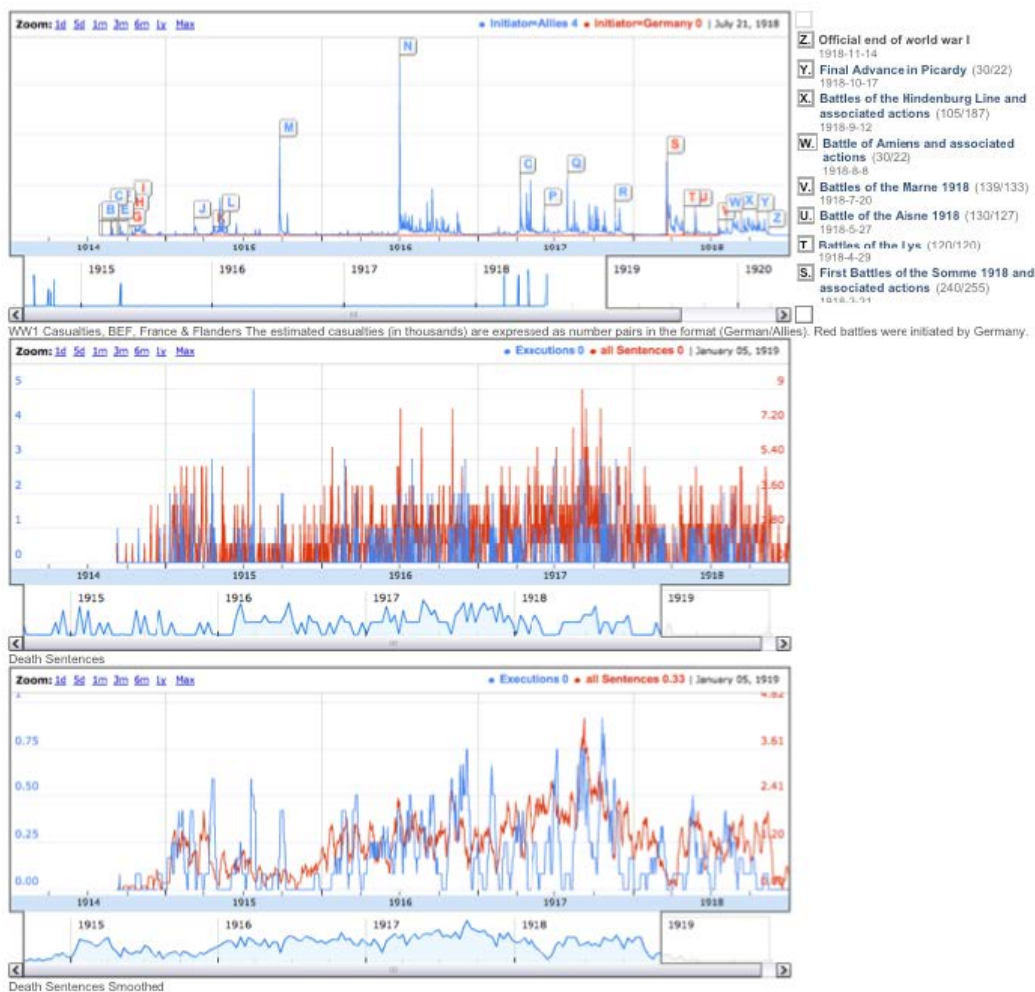 Zoom: 1d 5d 1m 3m 6m 1y Max
Initiator=Allies 4 Initiator=Germany 0 | July 21, 1918
N
M
S
I
C
H
B E
G
J
L
K
O
P
Q
R
T U
V W X Y
Z
1914 1915 1916 1917 1918
1915 1916 1917 1918 1919 1920
Z. Official end of world war I
1918-11-14
Y. Final Advance in Picardy (30/22)
1918-10-17
X. Battles of the Hindenburg Line and
associated actions (105/187)
1918-9-12
W. Battle of Amiens and associated
actions (30/22)
1918-8-8
V. Battles of the Marne 1918 (139/133)
1918-7-20
U. Battle of the Aisne 1918 (130/127)
1918-5-27
T Battles of the Lys (120/120)
1918-4-29
S. First Battles of the Somme 1918 and
associated actions (240/255)
1918-3-21
WW1 Casualties, BEF, France & Flanders The estimated casualties (in thousands) are expressed as number pairs in the format (German/Allies). Red battles were initiated by Germany.
Zoom: 1d 5d 1m 3m 6m 1y Max
Executions 0 all Sentences 0 | January 05, 1919
5 9
4 7.20
3 5.40
2 3.60
1 1.80
0
1914 1915 1916 1917 1918
1915 1916 1917 1918 1919
Death Sentences
Zoom: 1d 5d 1m 3m 6m 1y Max
Executions 0 all Sentences 0.33 | January 05, 1919
1 4.82
0.75 3.61
0.50 2.41
0.25 1.20
0.00
1914 1915 1916 1917 1918
1915 1916 1917 1918 1919
Death Sentences Smoothed